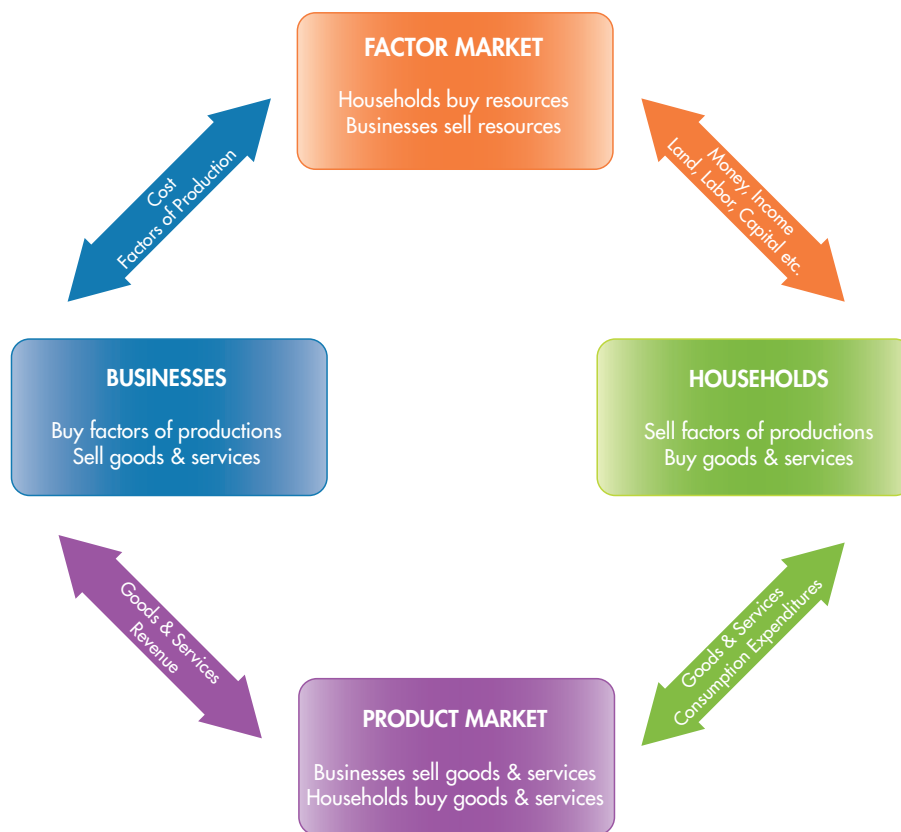 FACTOR MARKET
Households buy resources
Businesses sell resources
Cost
Factors of Production
Money, Income
Land, Labor, Capital etc.
BUSINESSES
Buy factors of productions
Sell goods & services
HOUSEHOLDS
Sell factors of productions
Buy goods & services
Goods & Services
Revenue
Goods & Services
Consumption Expenditures
PRODUCT MARKET
Businesses sell goods & services
Households buy goods & services